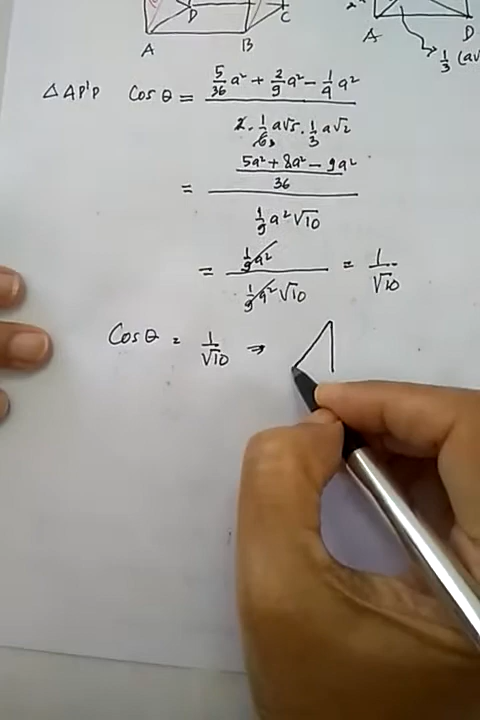 D C
A B
A D
1/3
△AP'P Cos θ = (5/36 a² + 2/9 a² - 1/4 a²) / (2 · 1/6 a√5 · 1/3 a√2)
= ((5a² + 8a² - 9a²)/36) / (1/9 a² √10)
= (1/9 a²) / (1/9 a² √10) = 1/√10
Cos θ = 1/√10 ⇒